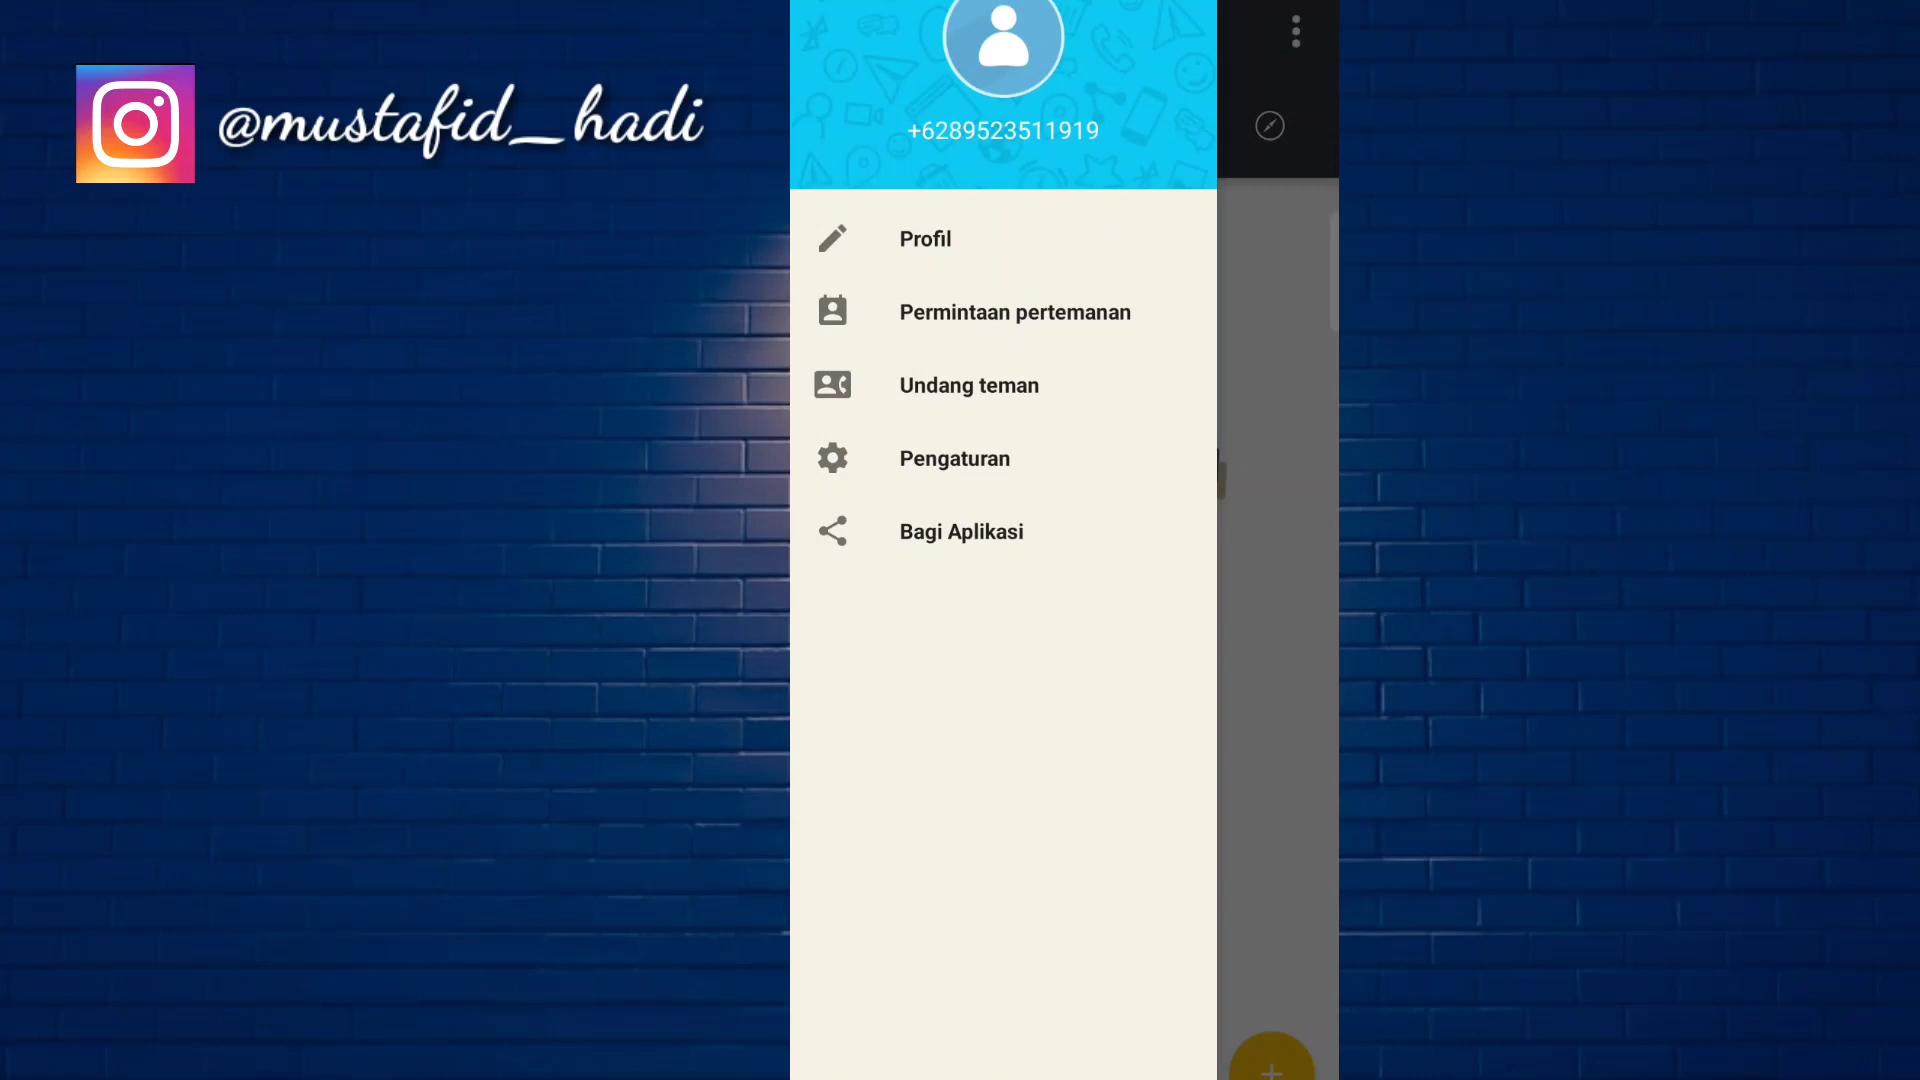 @mustafid_hadi
+6289523511919
Profil
Permintaan pertemanan
Undang teman
Pengaturan
Bagi Aplikasi